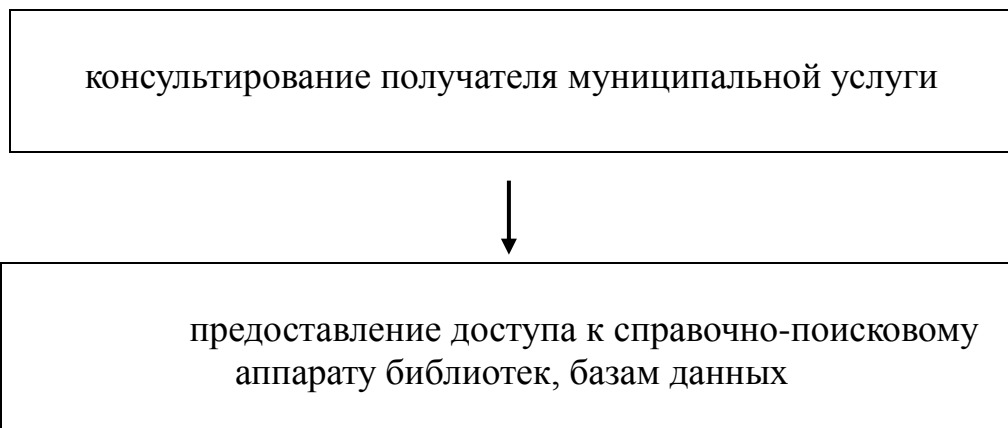 консультирование получателя муниципальной услуги
предоставление доступа к справочно-поисковому
аппарату библиотек, базам данных